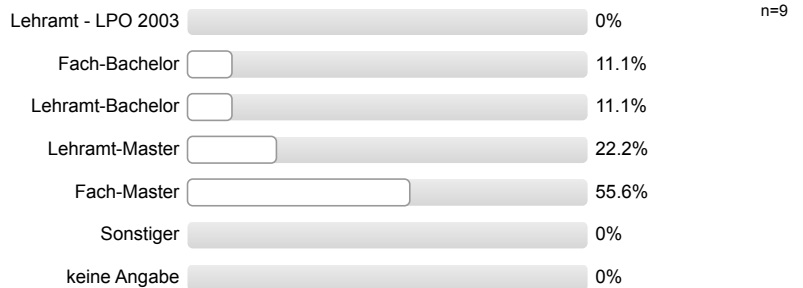 Lehramt - LPO 2003 0% n=9
Fach-Bachelor 11.1%
Lehramt-Bachelor 11.1%
Lehramt-Master 22.2%
Fach-Master 55.6%
Sonstiger 0%
keine Angabe 0%